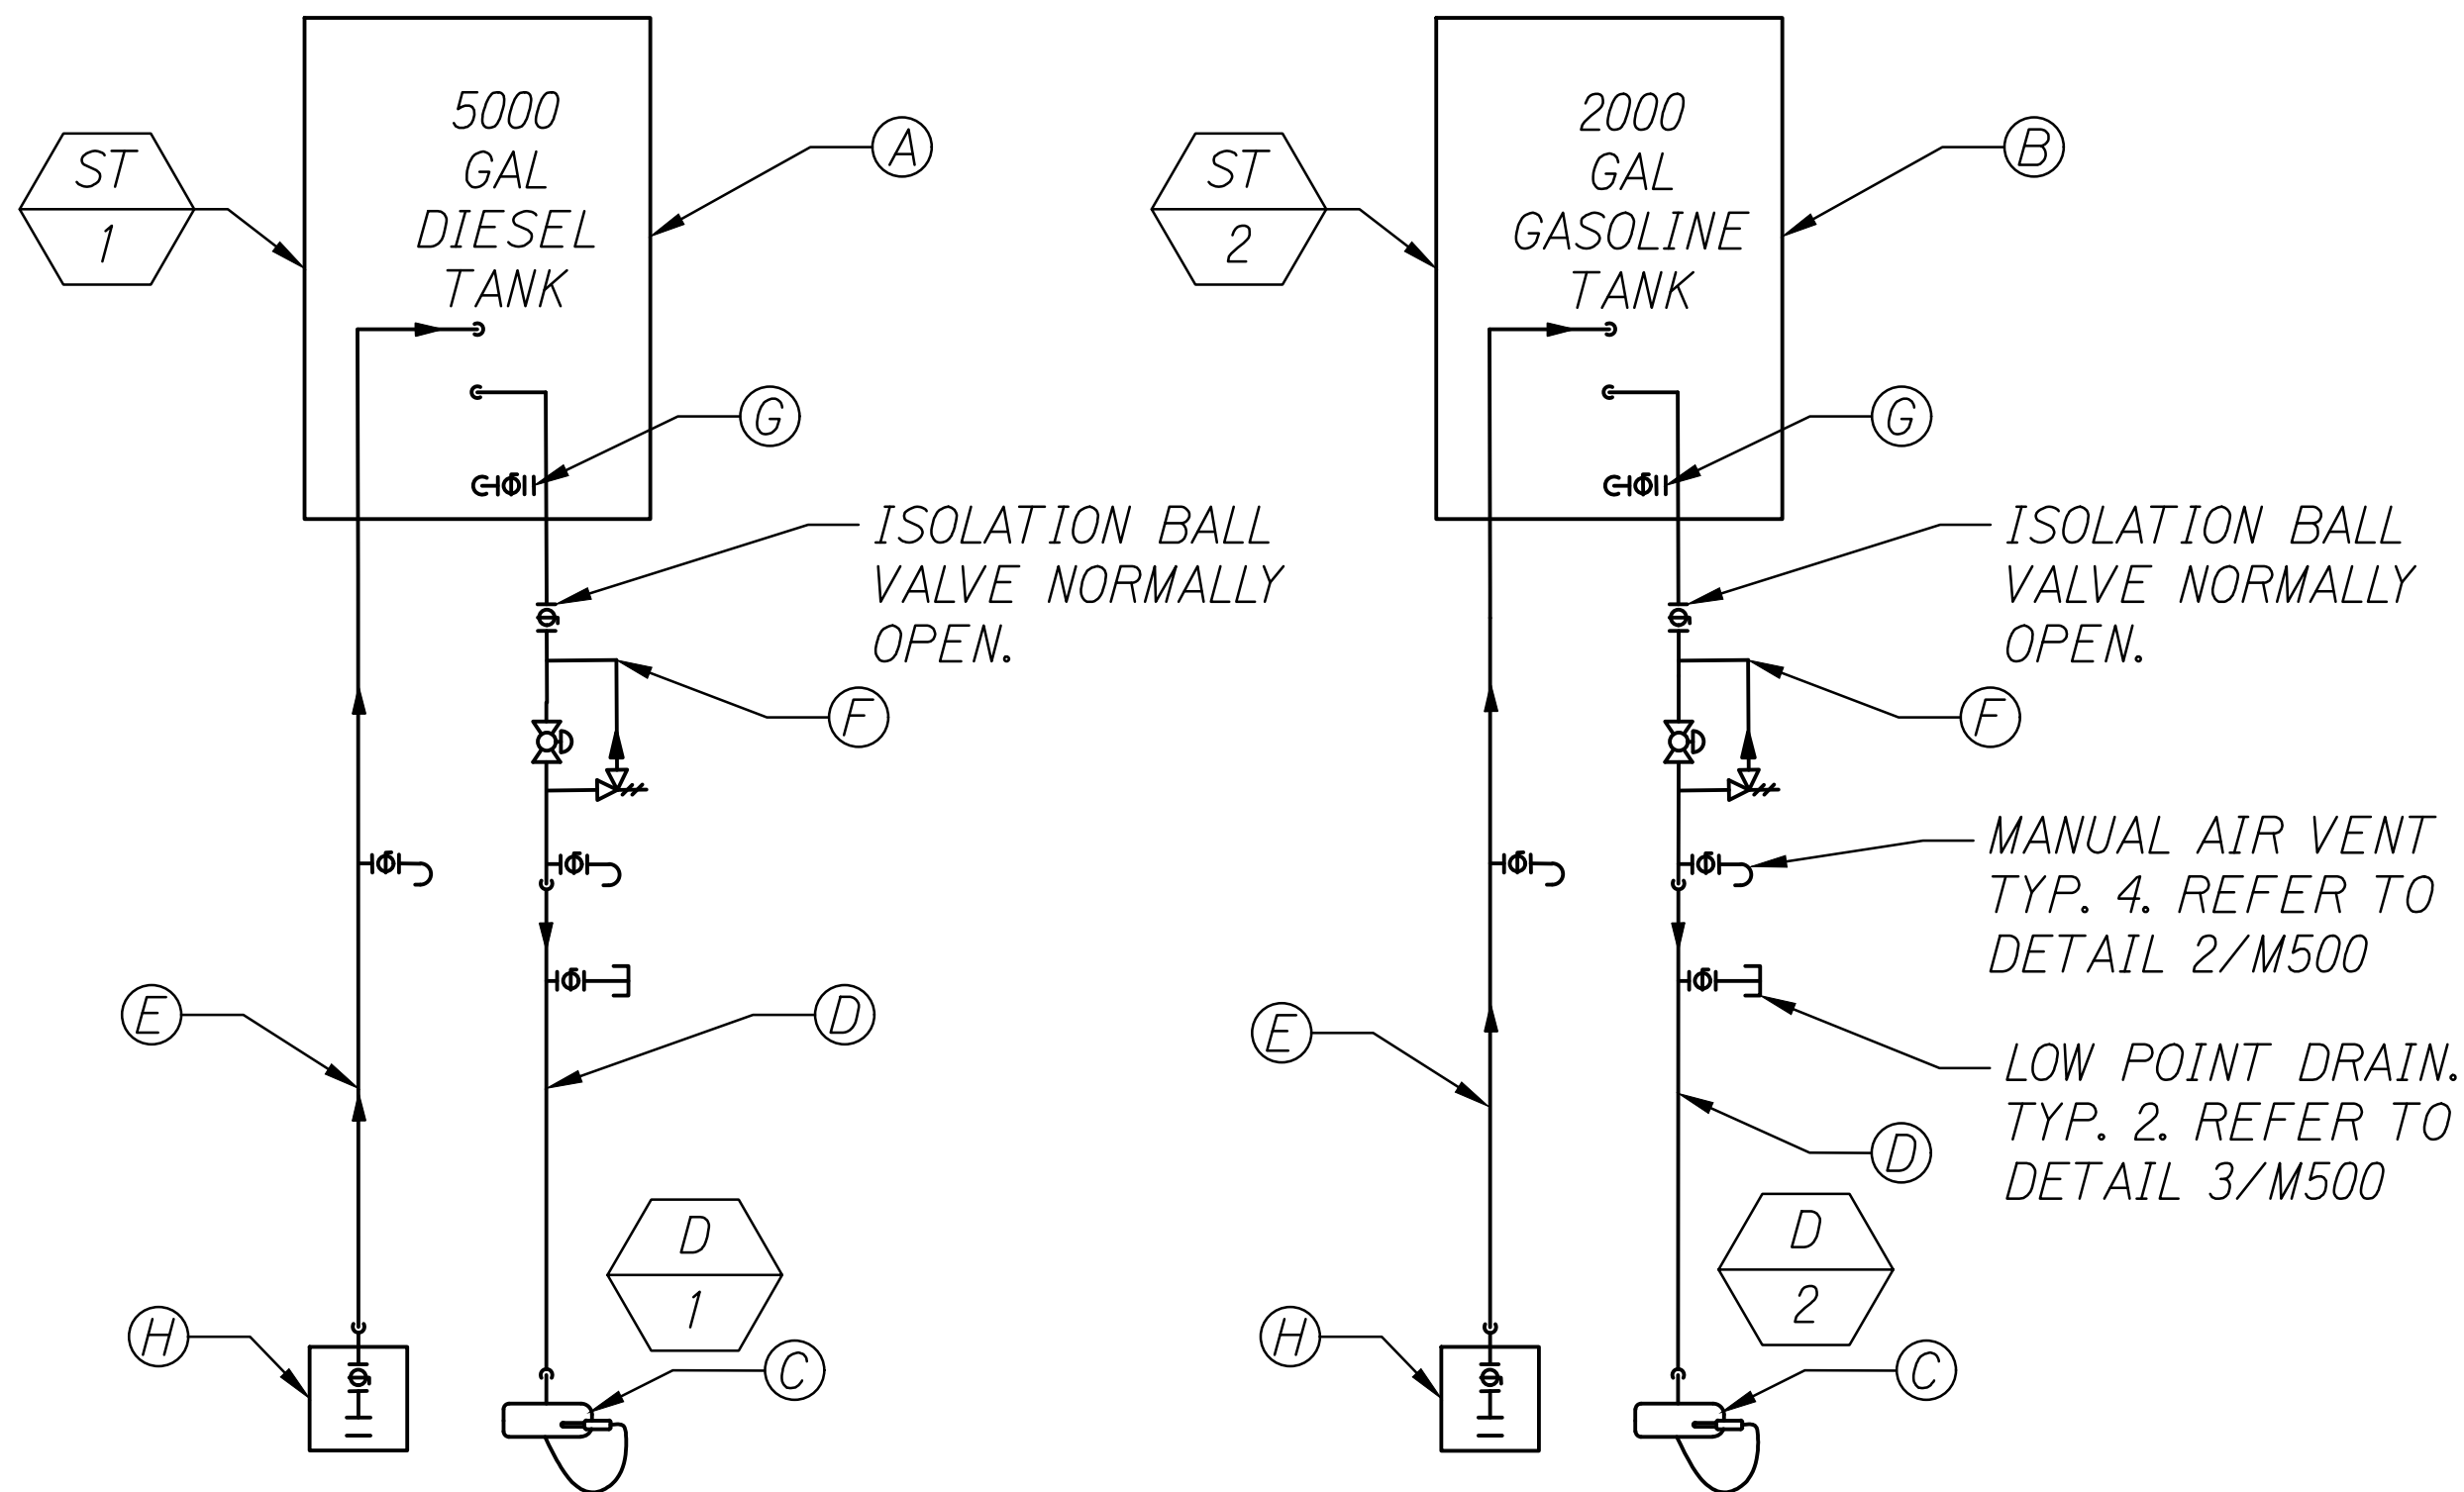 ST
1
5000
GAL
DIESEL
TANK
A
G
ISOLATION BALL
VALVE NORMALLY
OPEN.
F
E
D
D
1
H
C
ST
2
2000
GAL
GASOLINE
TANK
B
G
ISOLATION BALL
VALVE NORMALLY
OPEN.
F
MANUAL AIR VENT
TYP. 4. REFER TO
DETAIL 2/M500
E
LOW POINT DRAIN.
TYP. 2. REFER TO
DETAIL 3/M500
D
D
2
H
C